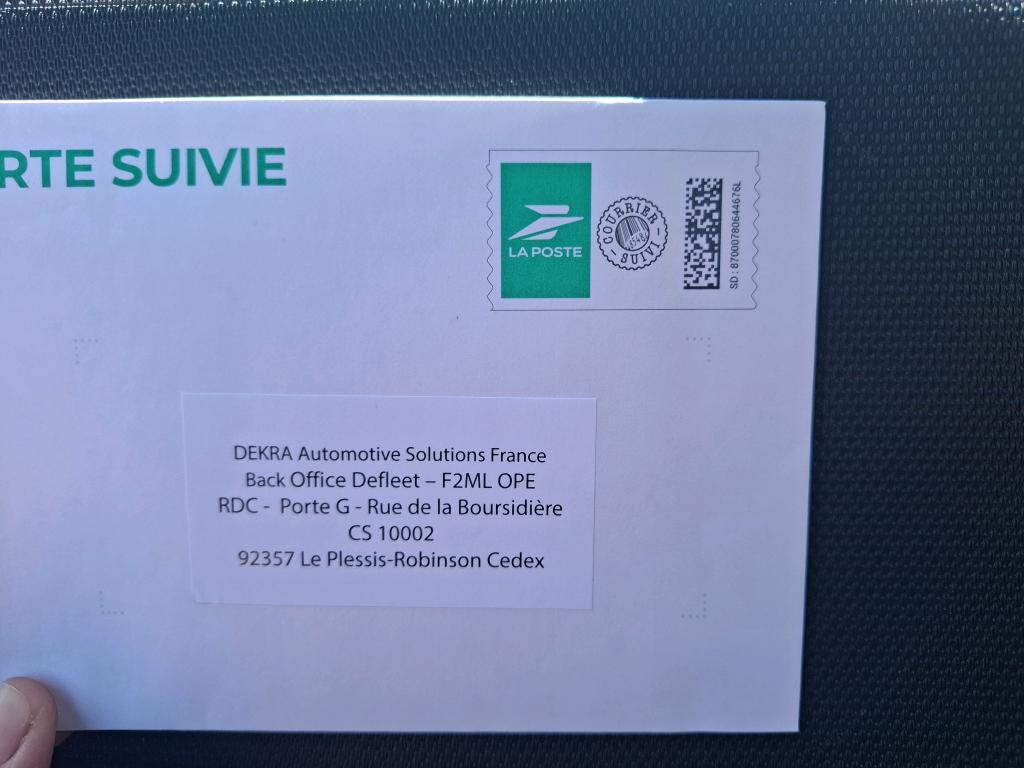 RTE SUIVIE
LA POSTE
COURRIER
SUIVI
SD : 87000780644676L
DEKRA Automotive Solutions France
Back Office Defleet – F2ML OPE
RDC - Porte G - Rue de la Boursidière
CS 10002
92357 Le Plessis-Robinson Cedex